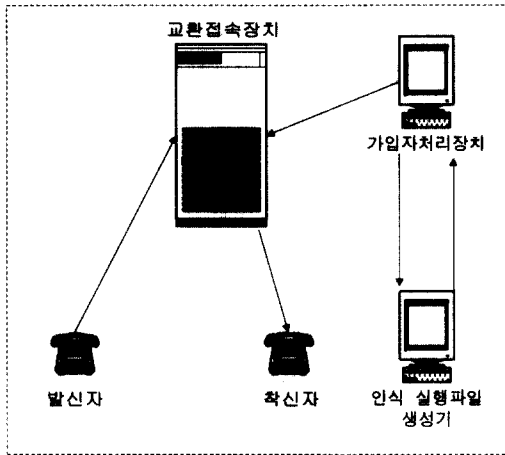 교환접속장치
가입자처리장치
발신자
착신자
인식 실행파일
생성기